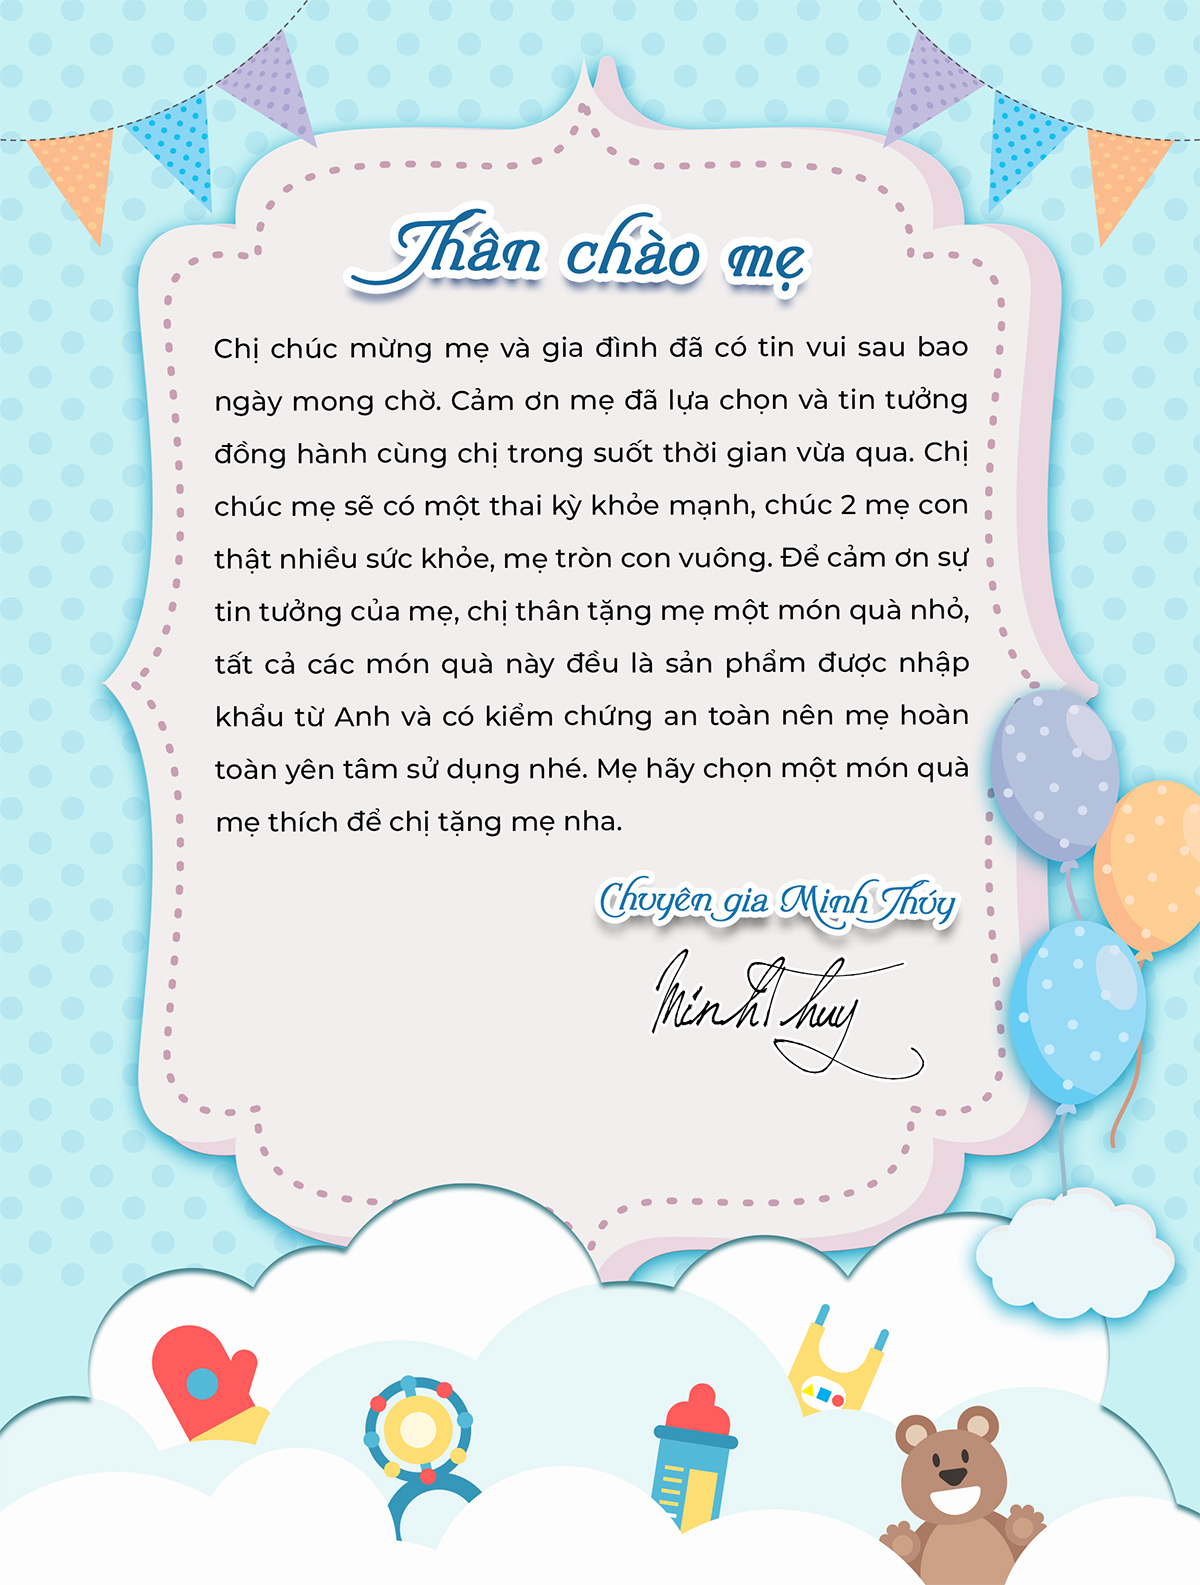 Thân chào mẹ
Chị chúc mừng mẹ và gia đình đã có tin vui sau bao
ngày mong chờ. Cảm ơn mẹ đã lựa chọn và tin tưởng
đồng hành cùng chị trong suốt thời gian vừa qua. Chị
chúc mẹ sẽ có một thai kỳ khỏe mạnh, chúc 2 mẹ con
thật nhiều sức khỏe, mẹ tròn con vuông. Để cảm ơn sự
tin tưởng của mẹ, chị thân tặng mẹ một món quà nhỏ,
tất cả các món quà này đều là sản phẩm được nhập
khẩu từ Anh và có kiểm chứng an toàn nên mẹ hoàn
toàn yên tâm sử dụng nhé. Mẹ hãy chọn một món quà
mẹ thích để chị tặng mẹ nha.
Chuyên gia Minh Thúy
Minh Thuy